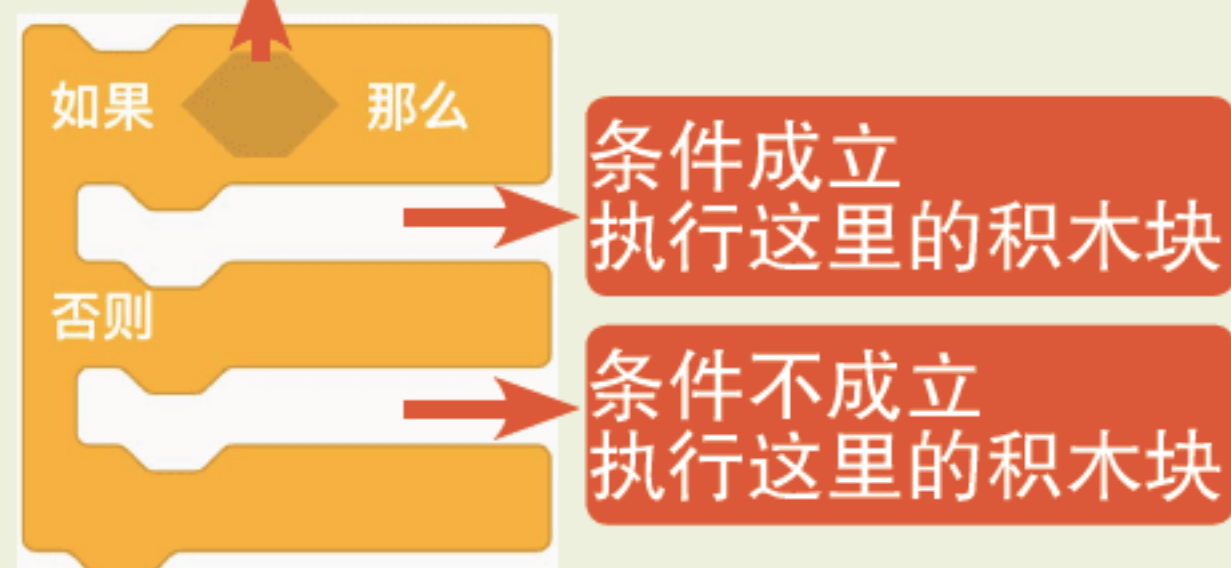 如果 那么
条件成立
执行这里的积木块
否则
条件不成立
执行这里的积木块